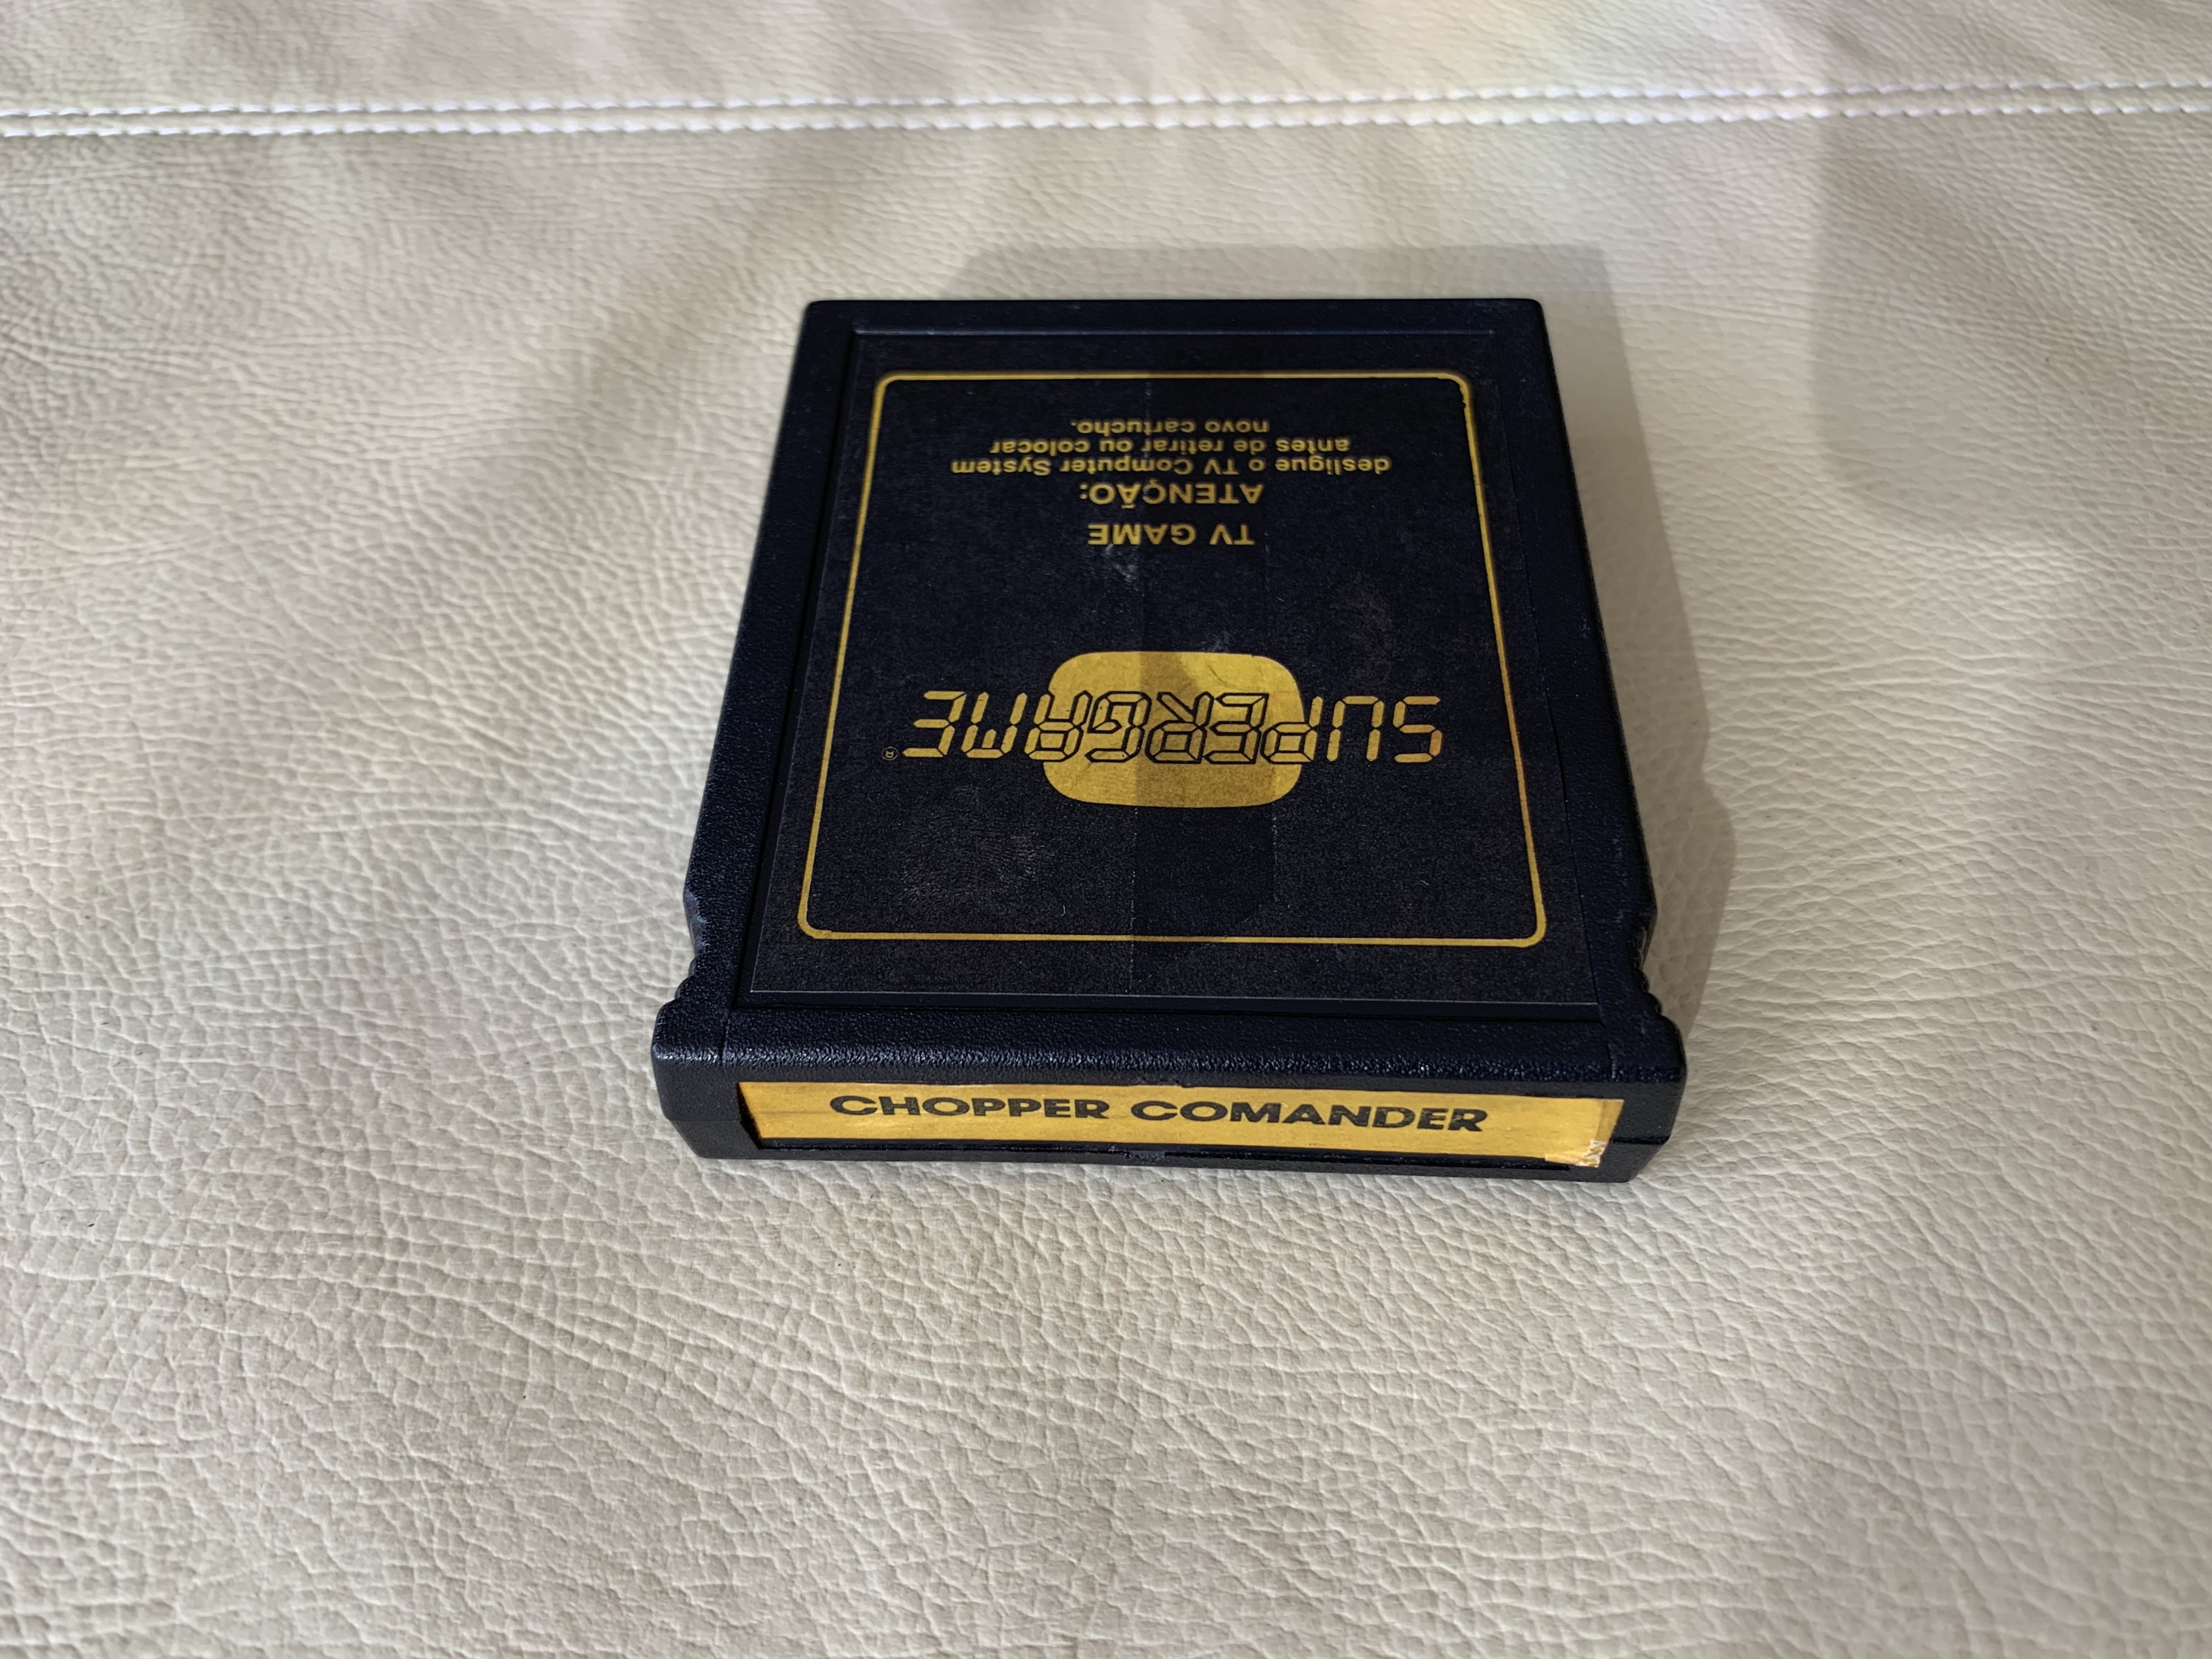 SUPERGAME®
TV GAME
ATENÇÃO:
desligue o TV Computer System
antes de retirar ou colocar
novo cartucho.
CHOPPER COMANDER